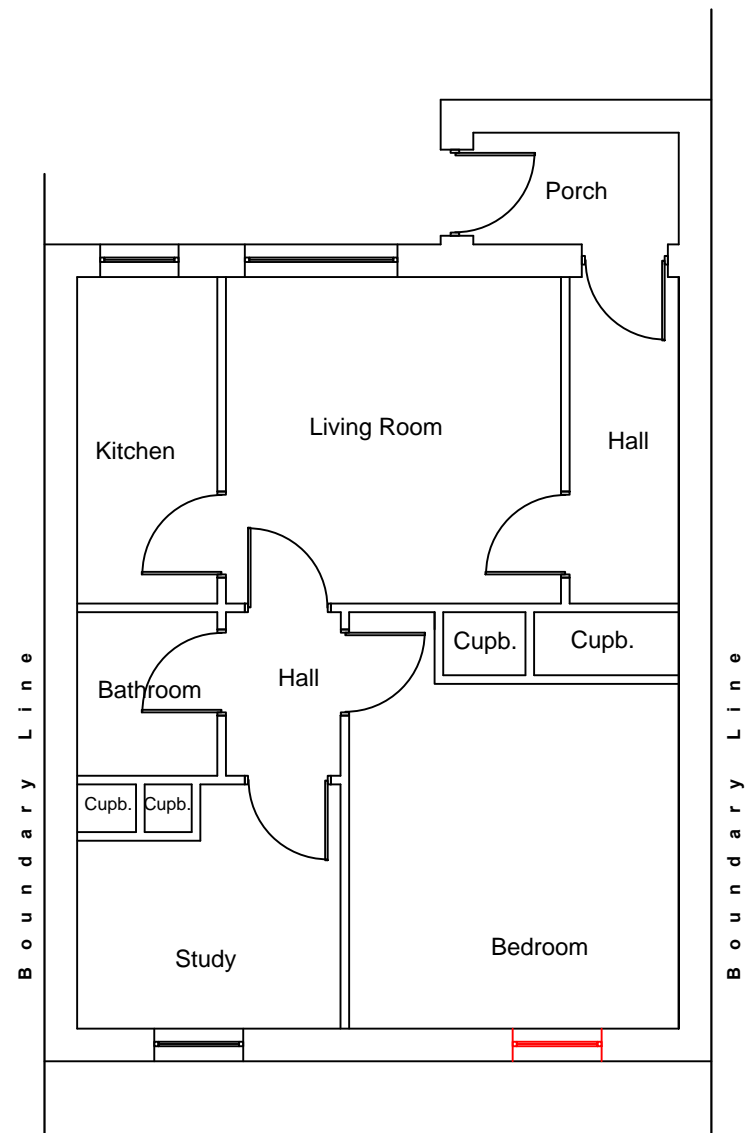 Porch
Living Room
Hall
Kitchen
Cupb.
Cupb.
Hall
Bathroom
Cupb.
Cupb.
Bedroom
Study
Boundary Line
Boundary Line